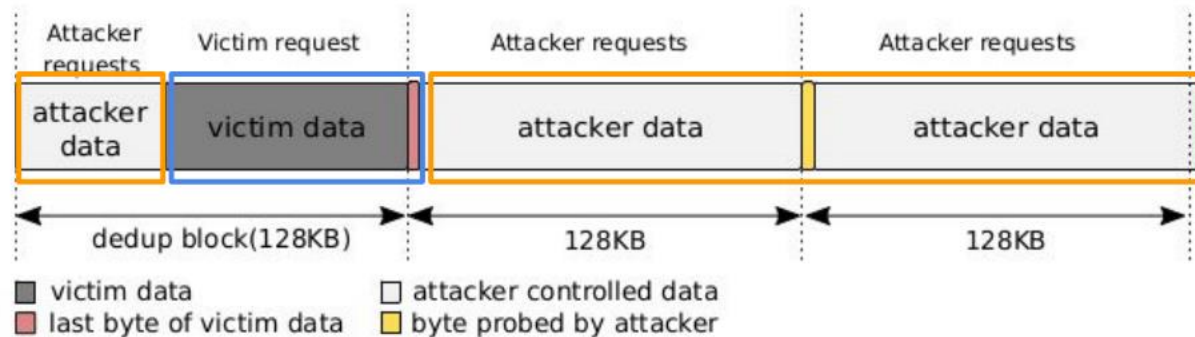 Attacker requests
Victim request
Attacker requests
Attacker requests
attacker data
victim data
attacker data
attacker data
dedup block(128KB)
128KB
128KB
victim data
attacker controlled data
last byte of victim data
byte probed by attacker